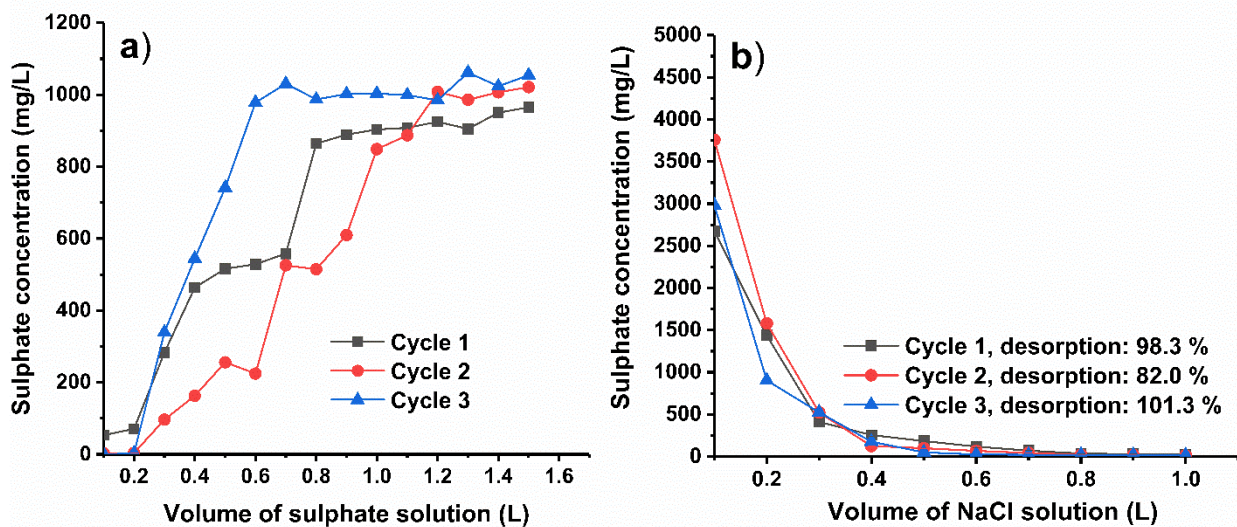 a)
Sulphate concentration (mg/L)
1200
1000
800
600
400
200
0
Cycle 1
Cycle 2
Cycle 3
0.2 0.4 0.6 0.8 1.0 1.2 1.4 1.6
Volume of sulphate solution (L)
b)
Sulphate concentration (mg/L)
5000
4500
4000
3500
3000
2500
2000
1500
1000
500
0
Cycle 1, desorption: 98.3 %
Cycle 2, desorption: 82.0 %
Cycle 3, desorption: 101.3 %
0.2 0.4 0.6 0.8 1.0
Volume of NaCl solution (L)